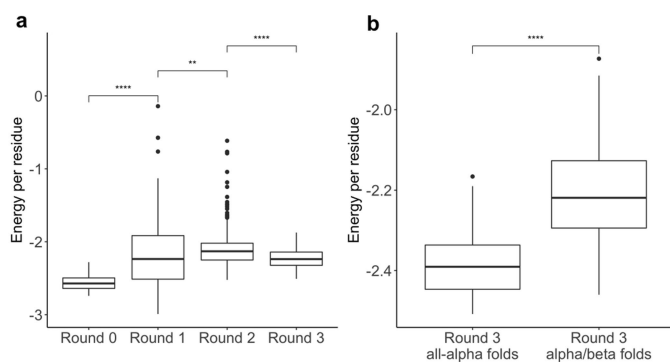 a
Energy per residue
0
-1
-2
-3
****
**
****
Round 0 Round 1 Round 2 Round 3
b
Energy per residue
-2.0
-2.2
-2.4
****
Round 3 Round 3
all-alpha folds alpha/beta folds